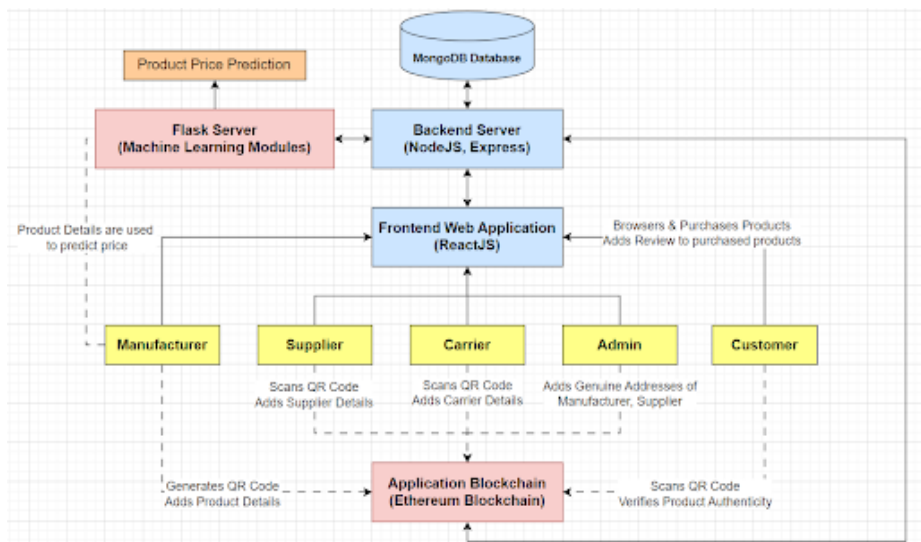 MongoDB Database
Product Price Prediction
Flask Server
(Machine Learning Modules)
Backend Server
(NodeJS, Express)
Product Details are used
to predict price
Frontend Web Application
(ReactJS)
Browsers & Purchases Products
Adds Review to purchased products
Manufacturer
Supplier
Carrier
Admin
Customer
Scans QR Code
Adds Supplier Details
Scans QR Code
Adds Carrier Details
Adds Genuine Addresses of
Manufacturer, Supplier
Generates QR Code
Adds Product Details
Application Blockchain
(Ethereum Blockchain)
Scans QR Code
Verifies Product Authenticity